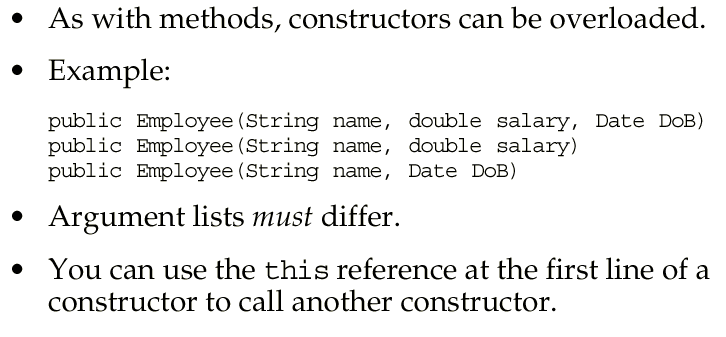 • As with methods, constructors can be overloaded.
• Example:
public Employee(String name, double salary, Date DoB)
public Employee(String name, double salary)
public Employee(String name, Date DoB)
• Argument lists must differ.
• You can use the this reference at the first line of a
constructor to call another constructor.